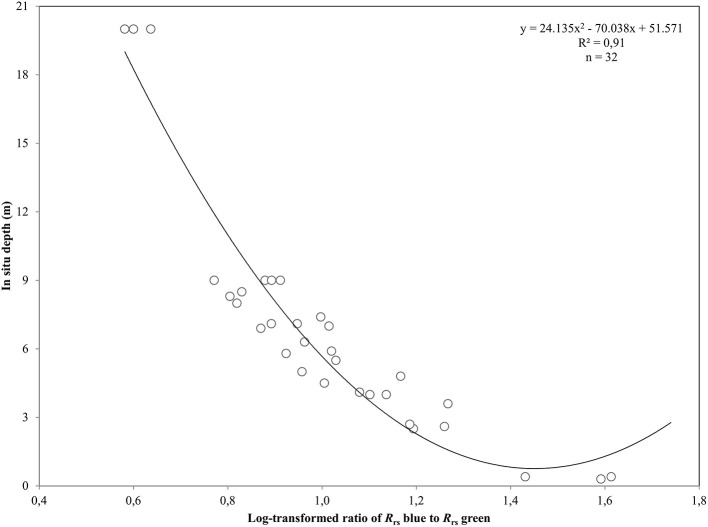 21
y = 24.135x² - 70.038x + 51.571
R² = 0,91
n = 32
18
15
12
9
6
3
0
In situ depth (m)
0,4 0,6 0,8 1,0 1,2 1,4 1,6 1,8
Log-transformed ratio of Rrs blue to Rrs green